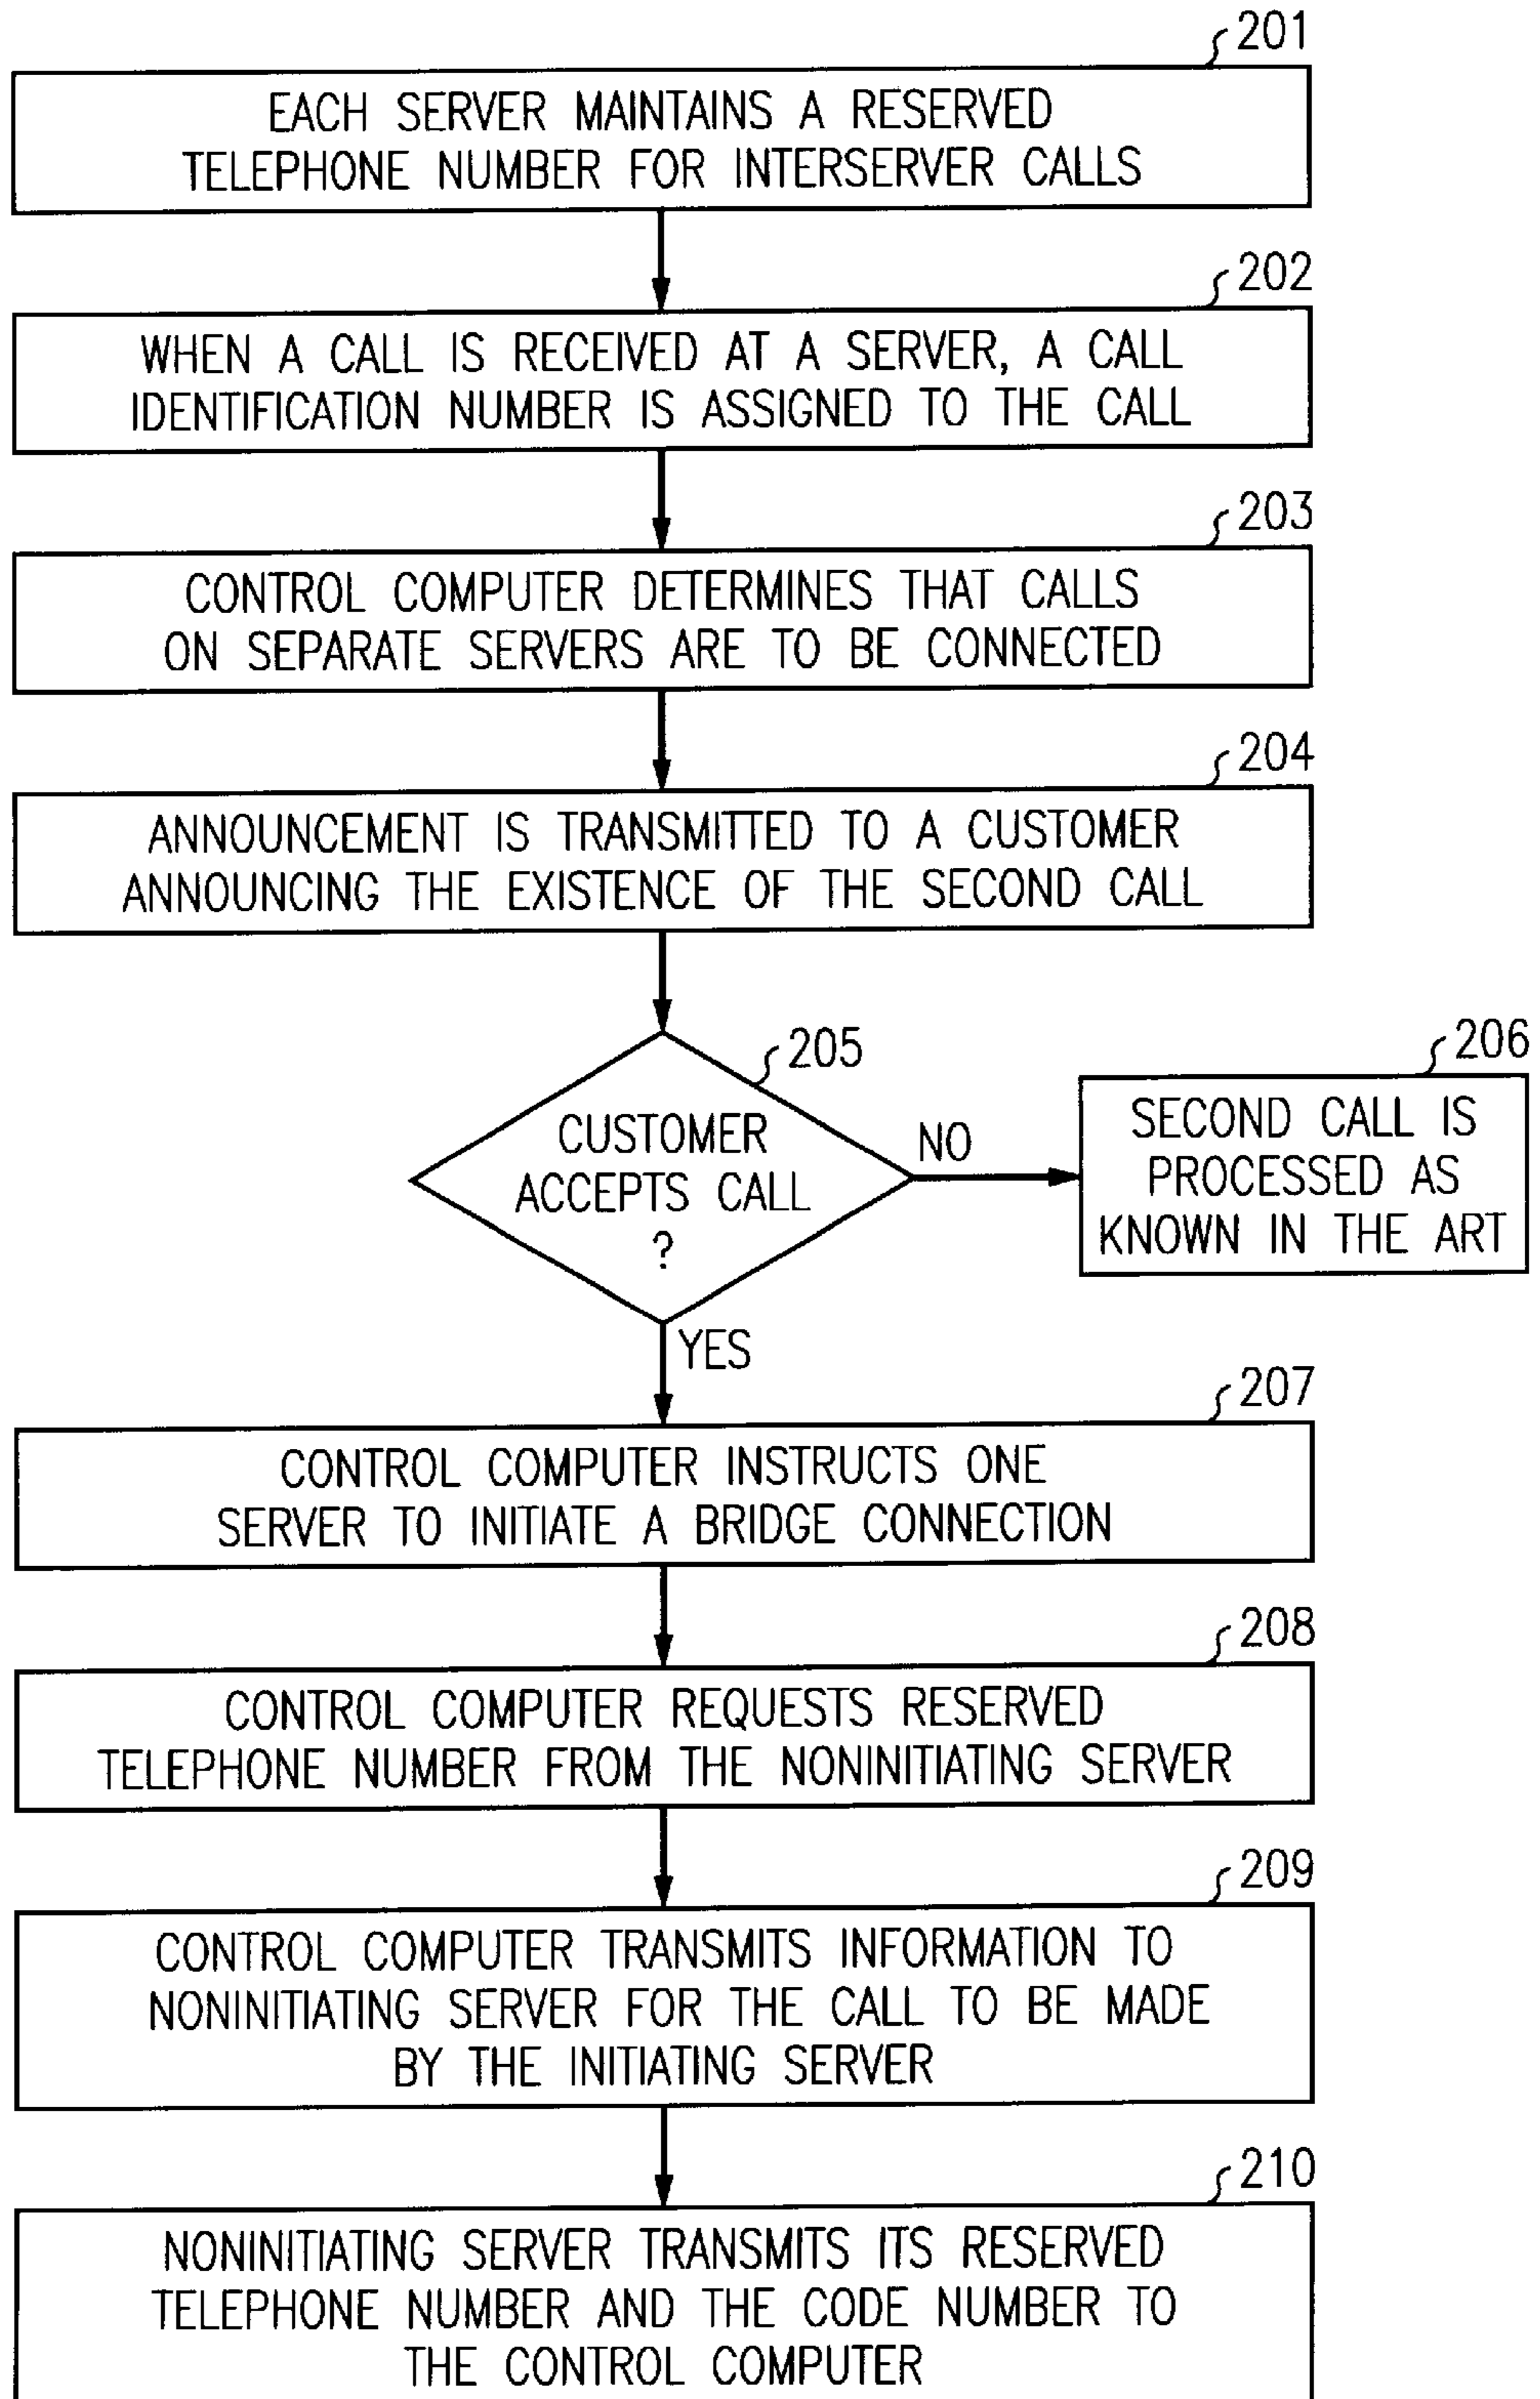 201
EACH SERVER MAINTAINS A RESERVED
TELEPHONE NUMBER FOR INTERSERVER CALLS
202
WHEN A CALL IS RECEIVED AT A SERVER, A CALL
IDENTIFICATION NUMBER IS ASSIGNED TO THE CALL
203
CONTROL COMPUTER DETERMINES THAT CALLS
ON SEPARATE SERVERS ARE TO BE CONNECTED
204
ANNOUNCEMENT IS TRANSMITTED TO A CUSTOMER
ANNOUNCING THE EXISTENCE OF THE SECOND CALL
205
CUSTOMER
ACCEPTS CALL
?
NO
206
SECOND CALL IS
PROCESSED AS
KNOWN IN THE ART
YES
207
CONTROL COMPUTER INSTRUCTS ONE
SERVER TO INITIATE A BRIDGE CONNECTION
208
CONTROL COMPUTER REQUESTS RESERVED
TELEPHONE NUMBER FROM THE NONINITIATING SERVER
209
CONTROL COMPUTER TRANSMITS INFORMATION TO
NONINITIATING SERVER FOR THE CALL TO BE MADE
BY THE INITIATING SERVER
210
NONINITIATING SERVER TRANSMITS ITS RESERVED
TELEPHONE NUMBER AND THE CODE NUMBER TO
THE CONTROL COMPUTER